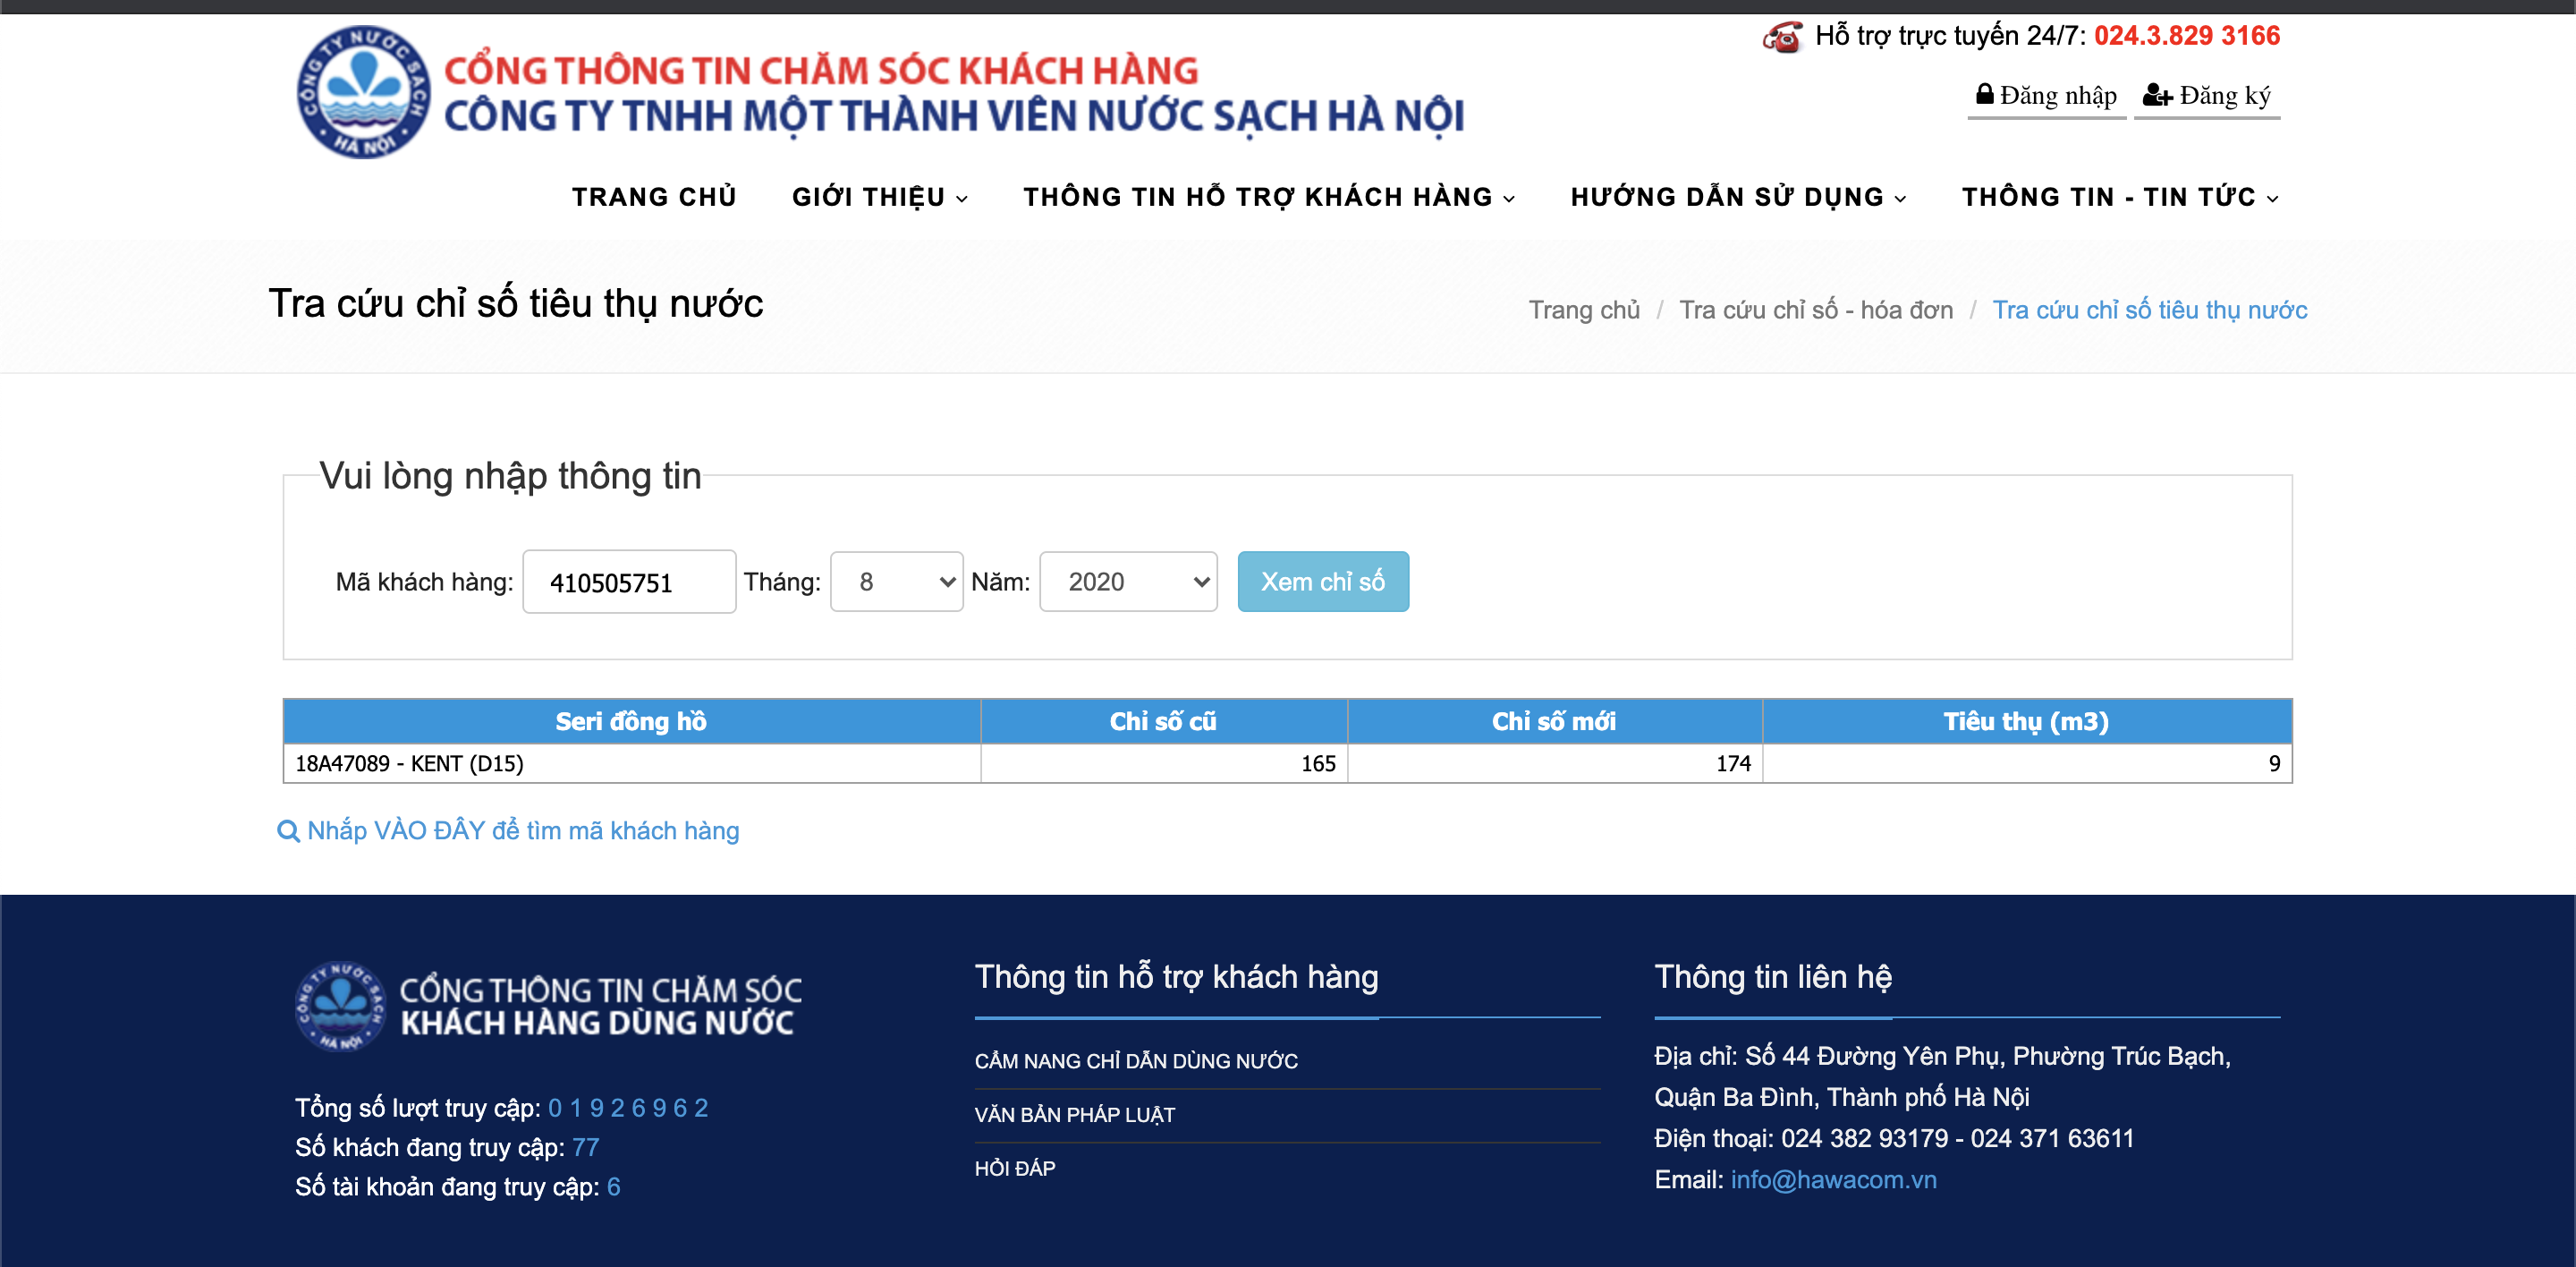 CÔNG TY NƯỚC SẠCH
HÀ NỘI
CỔNG THÔNG TIN CHĂM SÓC KHÁCH HÀNG
CÔNG TY TNHH MỘT THÀNH VIÊN NƯỚC SẠCH HÀ NỘI
Hỗ trợ trực tuyến 24/7: 024.3.829 3166
Đăng nhập Đăng ký
TRANG CHỦ GIỚI THIỆU THÔNG TIN HỖ TRỢ KHÁCH HÀNG HƯỚNG DẪN SỬ DỤNG THÔNG TIN - TIN TỨC
Tra cứu chỉ số tiêu thụ nước
Trang chủ / Tra cứu chỉ số - hóa đơn / Tra cứu chỉ số tiêu thụ nước
Vui lòng nhập thông tin
Mã khách hàng: 410505751 Tháng: 8 Năm: 2020 Xem chỉ số
Seri đồng hồ Chỉ số cũ Chỉ số mới Tiêu thụ (m3)
18A47089 - KENT (D15) 165 174 9
Nhắp VÀO ĐÂY để tìm mã khách hàng
CÔNG TY NƯỚC SẠCH
HÀ NỘI
CỔNG THÔNG TIN CHĂM SÓC
KHÁCH HÀNG DÙNG NƯỚC
Tổng số lượt truy cập: 0 1 9 2 6 9 6 2
Số khách đang truy cập: 77
Số tài khoản đang truy cập: 6
Thông tin hỗ trợ khách hàng
CẨM NANG CHỈ DẪN DÙNG NƯỚC
VĂN BẢN PHÁP LUẬT
HỎI ĐÁP
Thông tin liên hệ
Địa chỉ: Số 44 Đường Yên Phụ, Phường Trúc Bạch,
Quận Ba Đình, Thành phố Hà Nội
Điện thoại: 024 382 93179 - 024 371 63611
Email: info@hawacom.vn